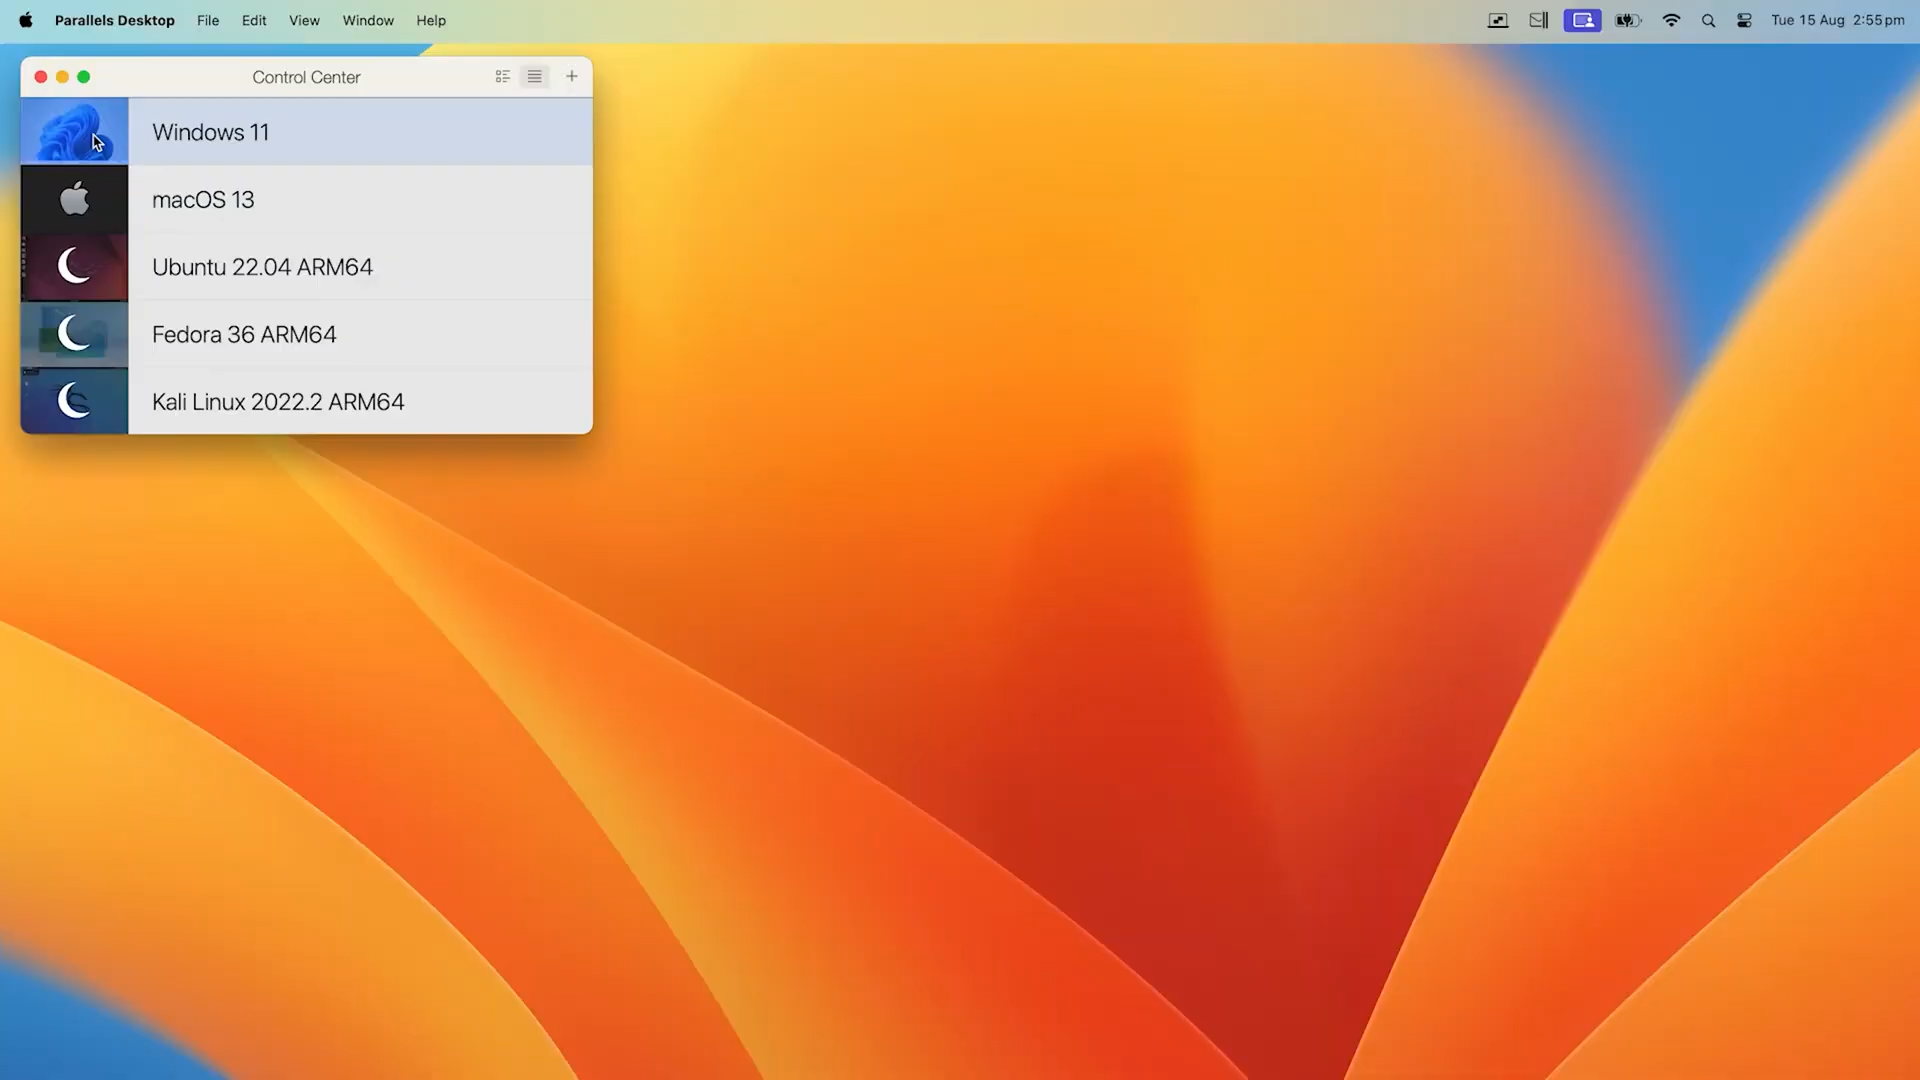 Parallels Desktop File Edit View Window Help Tue 15 Aug 2:55 pm
Control Center
Windows 11
macOS 13
Ubuntu 22.04 ARM64
Fedora 36 ARM64
Kali Linux 2022.2 ARM64